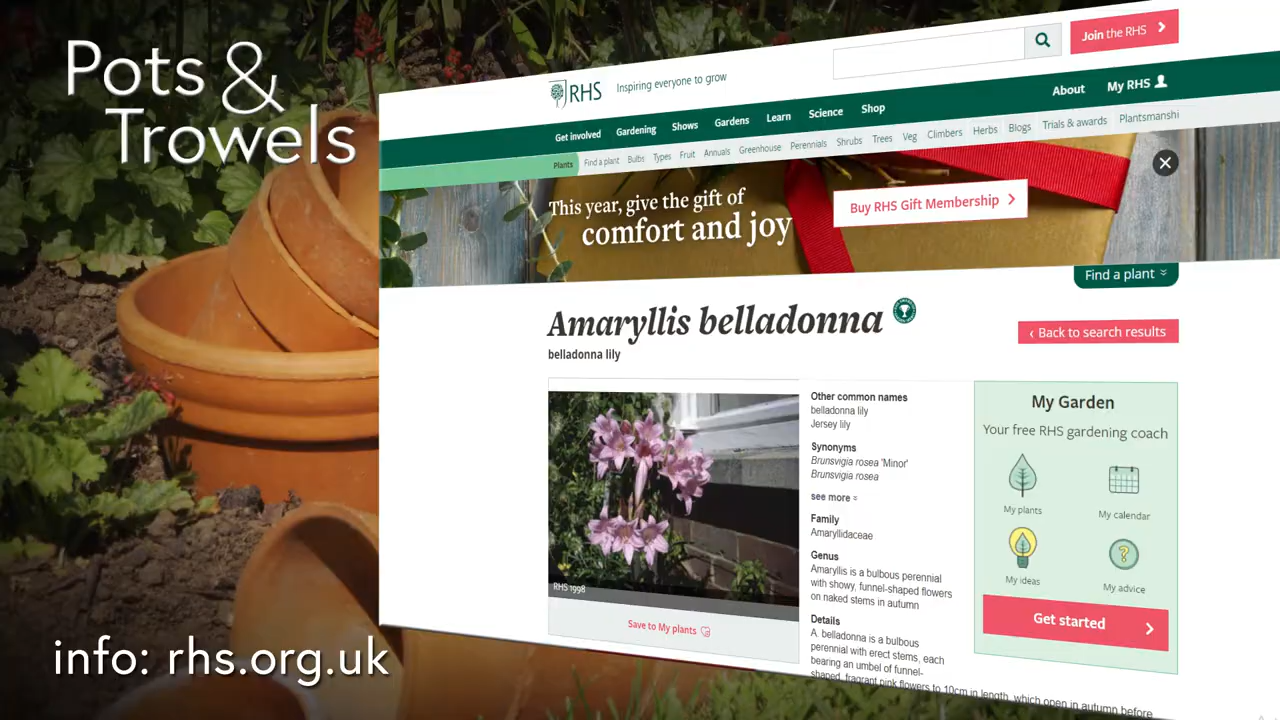 Pots &
Trowels
RHS
Inspiring everyone to grow
Join the RHS
Get involved
Gardening
Shows
Gardens
Learn
Science
Shop
About
My RHS
Plants
Find a plant
Bulbs
Types
Fruit
Annuals
Greenhouse
Perennials
Shrubs
Trees
Veg
Climbers
Herbs
Blogs
Trials & awards
Plantsmanshi
This year, give the gift of
comfort and joy
Buy RHS Gift Membership
Find a plant
Amaryllis belladonna
belladonna lily
‹ Back to search results
RHS 1998
Save to My plants
Other common names
belladonna lily
Jersey lily
Synonyms
Brunsvigia rosea 'Minor'
Brunsvigia rosea
see more
Family
Amaryllidaceae
Genus
Amaryllis is a bulbous perennial
with showy, funnel-shaped flowers
on naked stems in autumn
Details
A. belladonna is a bulbous
perennial with erect stems, each
bearing an umbel of funnel-
shaped, fragrant pink flowers to 10cm in length, which open in autumn before
My Garden
Your free RHS gardening coach
My plants
My calendar
My ideas
My advice
Get started
info: rhs.org.uk